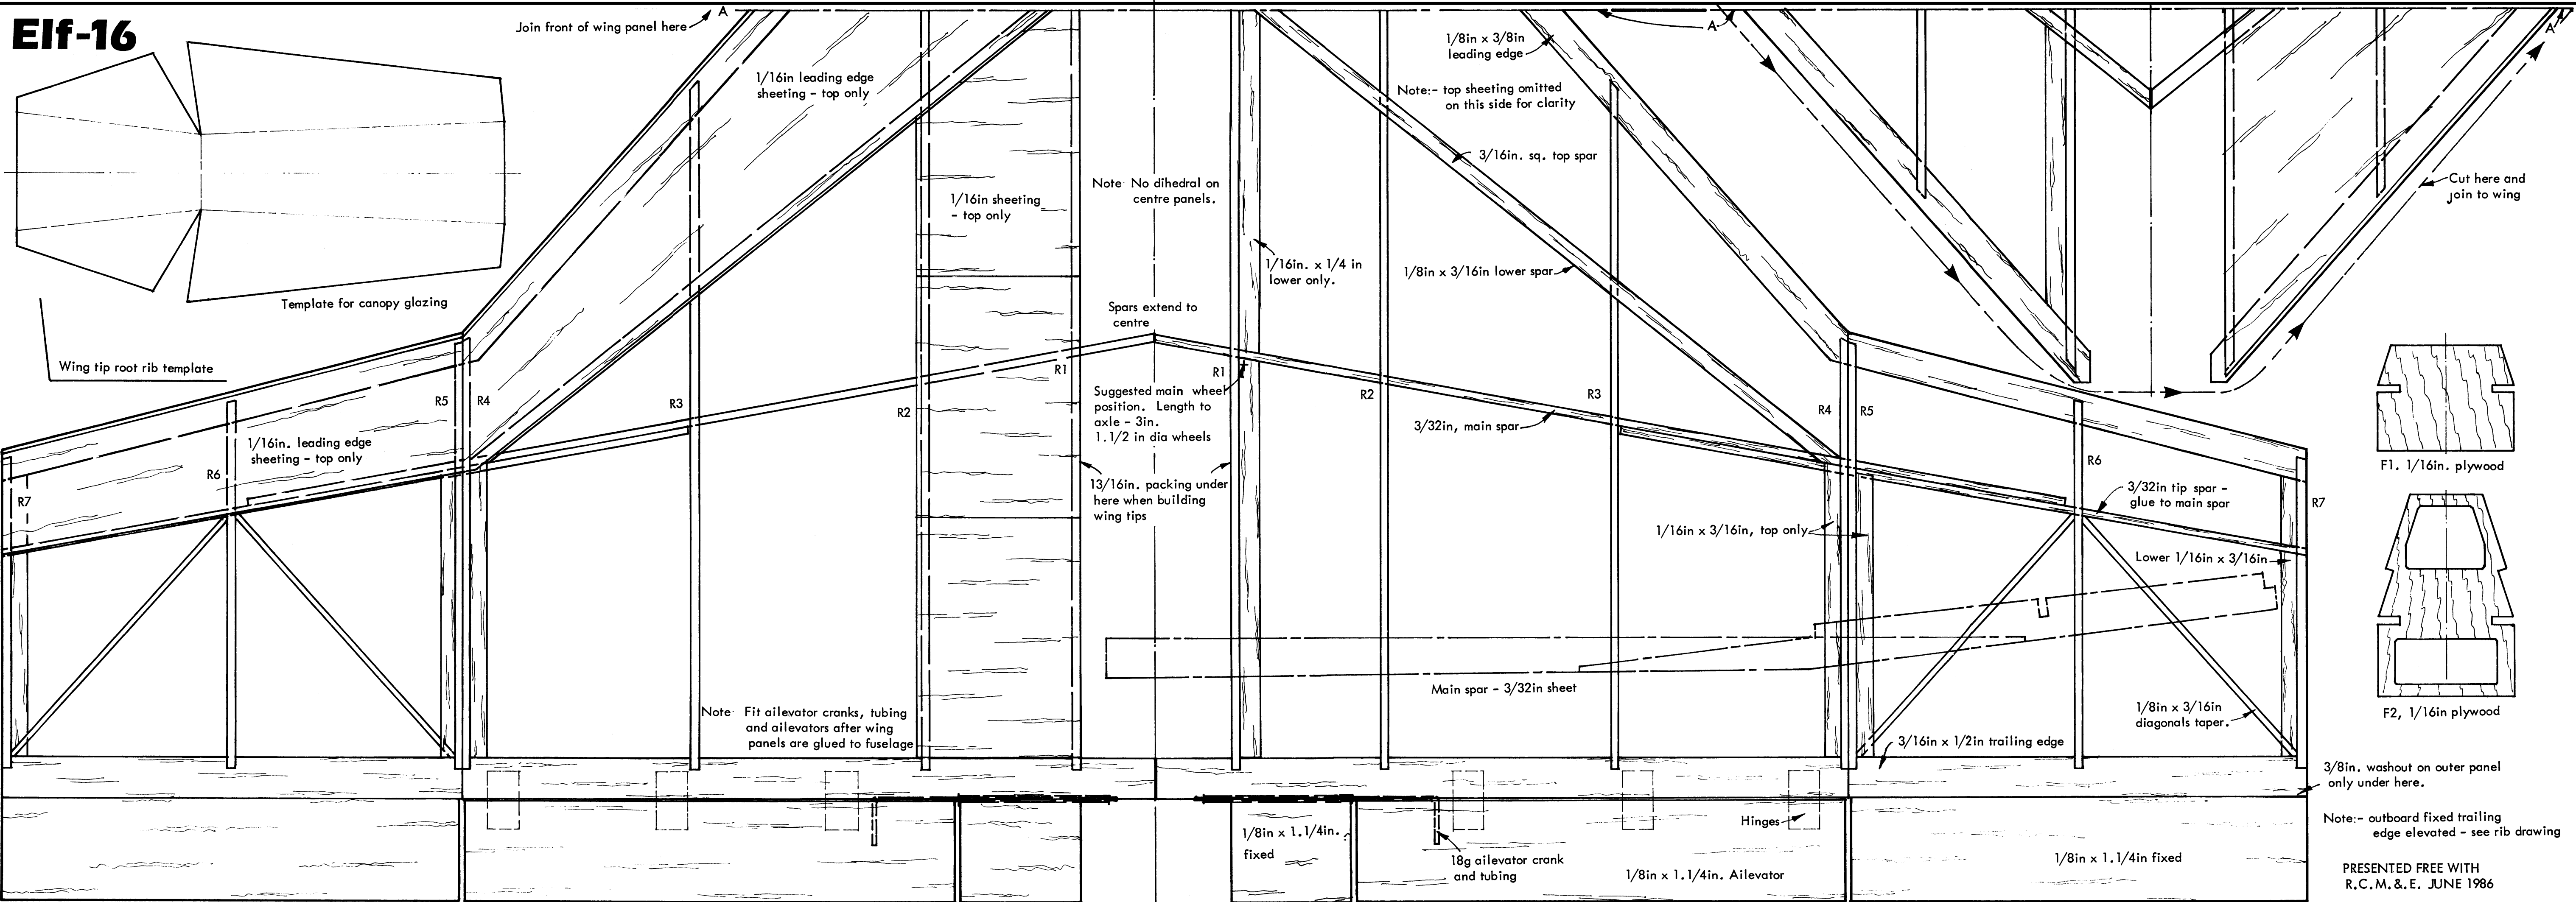 Elf-16
Join front of wing panel here
A
1/16in leading edge
sheeting - top only
Template for canopy glazing
Wing tip root rib template
1/16in. leading edge
sheeting - top only
R7
R6
R5
R4
R3
R2
R1
1/16in sheeting
- top only
Note No dihedral on
centre panels.
Spars extend to
centre
Suggested main wheel
position. Length to
axle - 3in.
1.1/2 in dia wheels
13/16in. packing under
here when building
wing tips
Note Fit ailevator cranks, tubing
and ailevators after wing
panels are glued to fuselage
R1
R2
R3
R4
R5
R6
R7
1/16in. x 1/4 in
lower only.
1/8in x 3/8in
leading edge
Note:- top sheeting omitted
on this side for clarity
3/16in. sq. top spar
1/8in x 3/16in lower spar
3/32in, main spar
1/16in x 3/16in, top only
Main spar - 3/32in sheet
A
A
Cut here and
join to wing
3/32in tip spar -
glue to main spar
Lower 1/16in x 3/16in
1/8in x 3/16in
diagonals taper.
3/16in x 1/2in trailing edge
F1. 1/16in. plywood
F2, 1/16in plywood
3/8in. washout on outer panel
only under here.
Note:- outboard fixed trailing
edge elevated - see rib drawing
1/8in x 1.1/4in.
fixed
18g ailevator crank
and tubing
Hinges
1/8in x 1.1/4in. Ailevator
1/8in x 1.1/4in fixed
PRESENTED FREE WITH
R.C.M.&.E. JUNE 1986